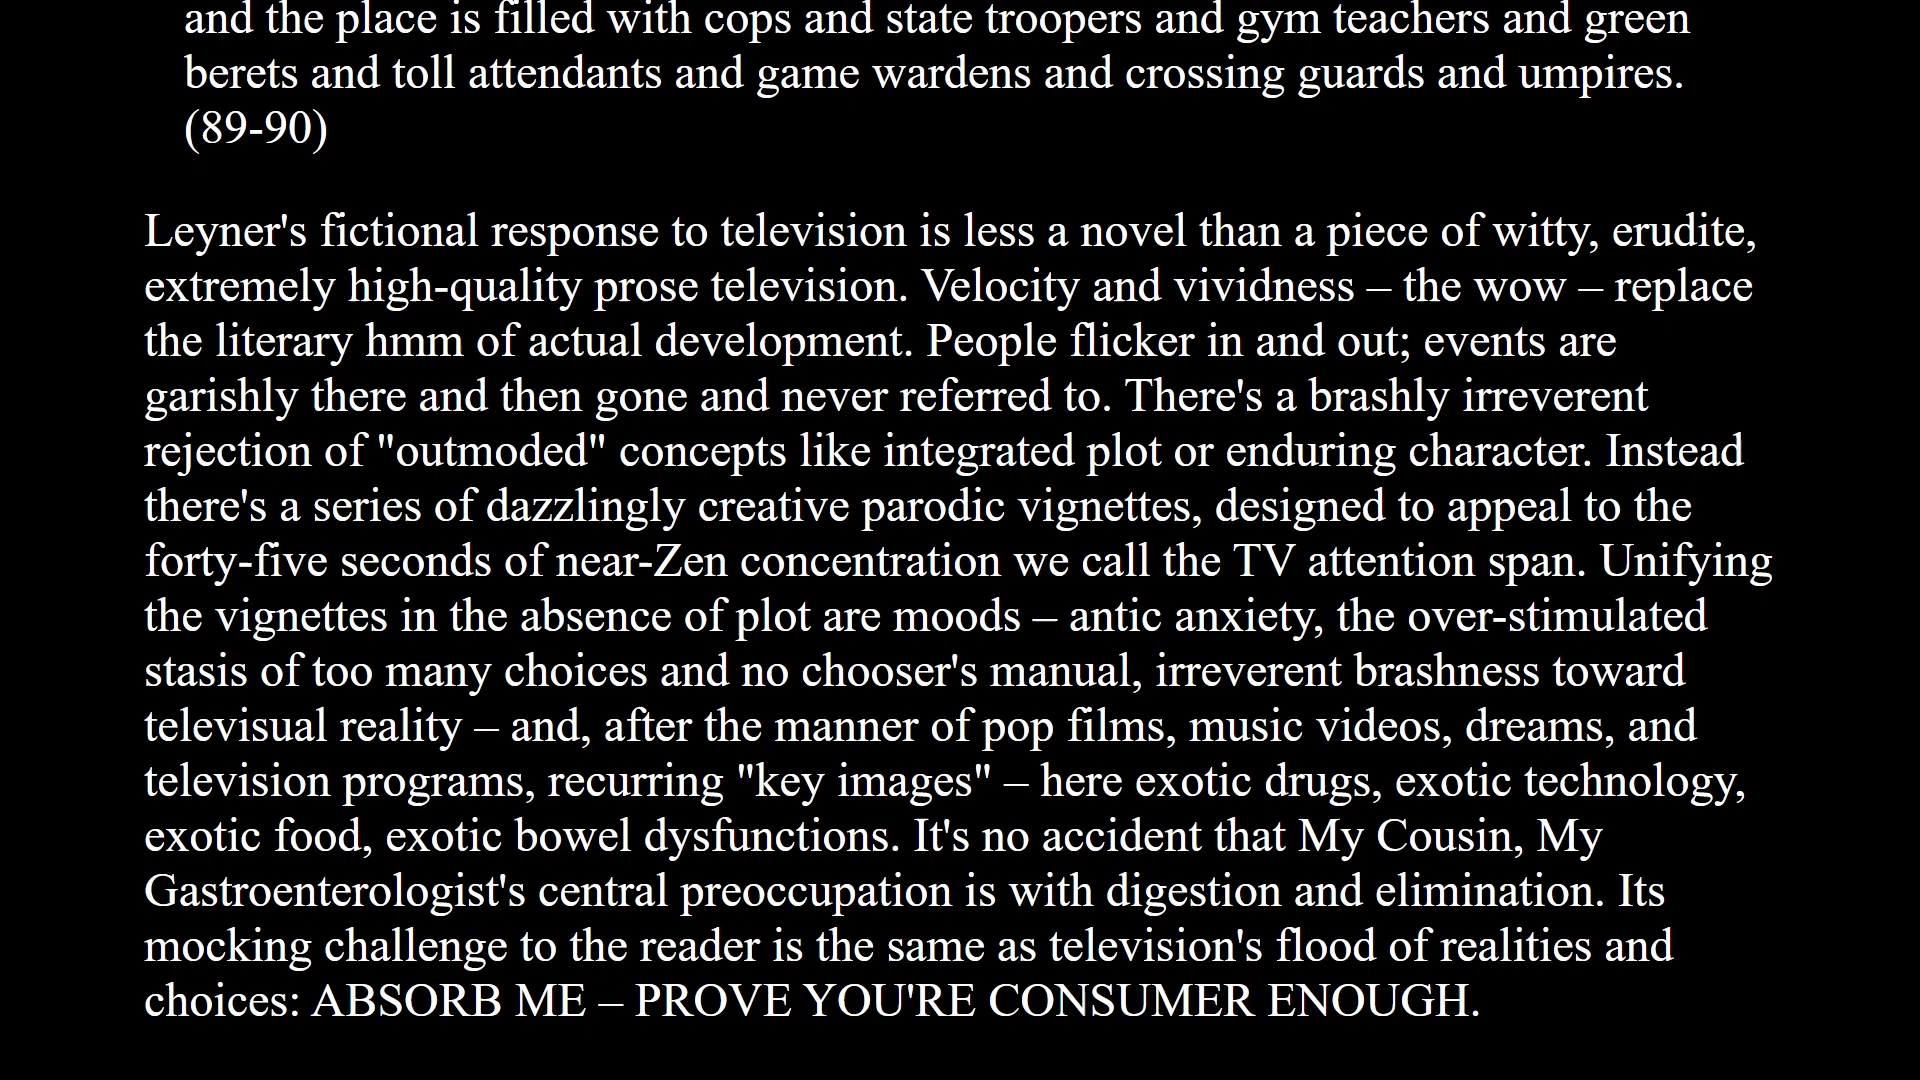 and the place is filled with cops and state troopers and gym teachers and green
berets and toll attendants and game wardens and crossing guards and umpires.
(89-90)
Leyner's fictional response to television is less a novel than a piece of witty, erudite,
extremely high-quality prose television. Velocity and vividness – the wow – replace
the literary hmm of actual development. People flicker in and out; events are
garishly there and then gone and never referred to. There's a brashly irreverent
rejection of "outmoded" concepts like integrated plot or enduring character. Instead
there's a series of dazzlingly creative parodic vignettes, designed to appeal to the
forty-five seconds of near-Zen concentration we call the TV attention span. Unifying
the vignettes in the absence of plot are moods – antic anxiety, the over-stimulated
stasis of too many choices and no chooser's manual, irreverent brashness toward
televisual reality – and, after the manner of pop films, music videos, dreams, and
television programs, recurring "key images" – here exotic drugs, exotic technology,
exotic food, exotic bowel dysfunctions. It's no accident that My Cousin, My
Gastroenterologist's central preoccupation is with digestion and elimination. Its
mocking challenge to the reader is the same as television's flood of realities and
choices: ABSORB ME – PROVE YOU'RE CONSUMER ENOUGH.